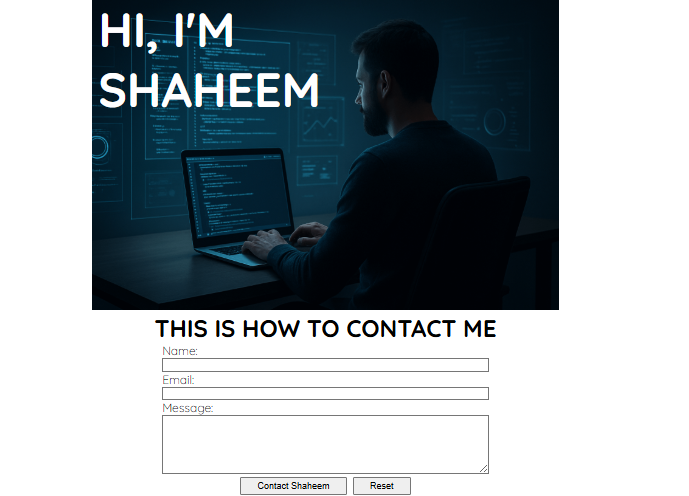 HI, I'M
SHAHEEM
THIS IS HOW TO CONTACT ME
Name:
Email:
Message:
Contact Shaheem
Reset